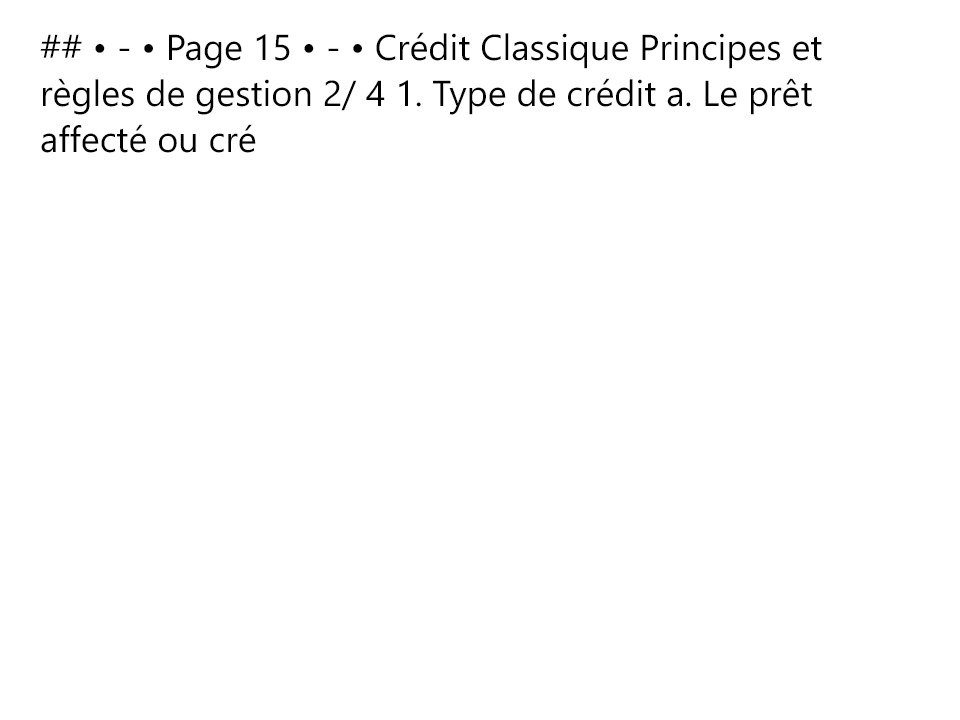 ## • - • Page 15 • - • Crédit Classique Principes et
règles de gestion 2/ 4 1. Type de crédit a. Le prêt
affecté ou cré